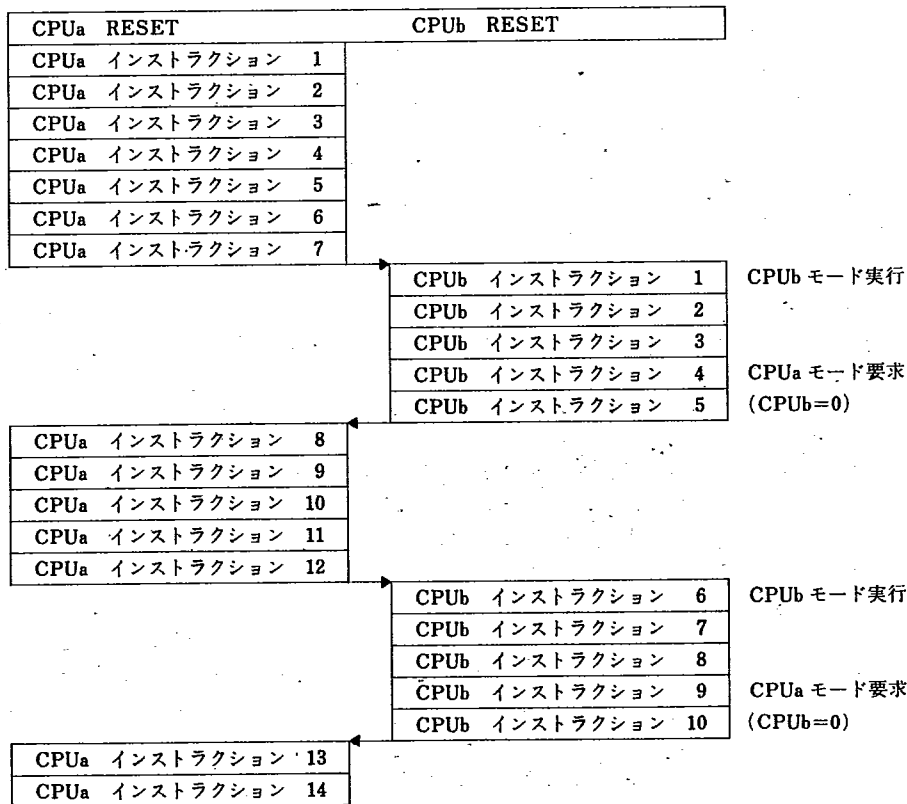 CPUa RESET CPUb RESET
CPUa インストラクション 1
CPUa インストラクション 2
CPUa インストラクション 3
CPUa インストラクション 4
CPUa インストラクション 5
CPUa インストラクション 6
CPUa インストラクション 7
CPUb インストラクション 1 CPUb モード実行
CPUb インストラクション 2
CPUb インストラクション 3
CPUb インストラクション 4 CPUa モード要求
CPUb インストラクション 5 (CPUb=0)
CPUa インストラクション 8
CPUa インストラクション 9
CPUa インストラクション 10
CPUa インストラクション 11
CPUa インストラクション 12
CPUb インストラクション 6 CPUb モード実行
CPUb インストラクション 7
CPUb インストラクション 8
CPUb インストラクション 9 CPUa モード要求
CPUb インストラクション 10 (CPUb=0)
CPUa インストラクション 13
CPUa インストラクション 14